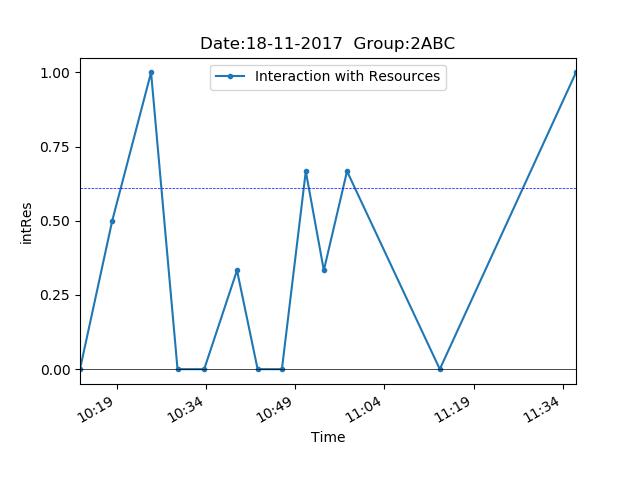 Date:18-11-2017  Group:2ABC
Interaction with Resources
1.00
0.75
0.50
0.25
0.00
intRes
10:19
10:34
10:49
11:04
11:19
11:34
Time